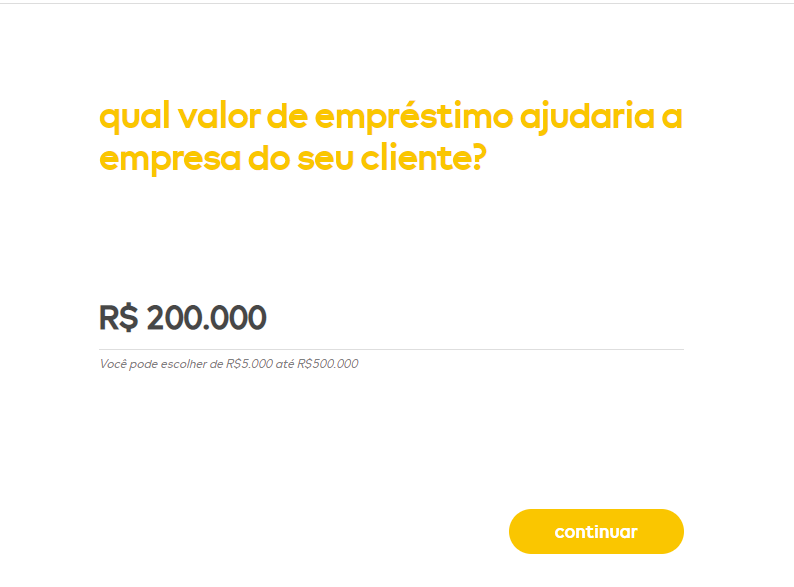 qual valor de empréstimo ajudaria a
empresa do seu cliente?
R$ 200.000
Você pode escolher de R$5.000 até R$500.000
continuar